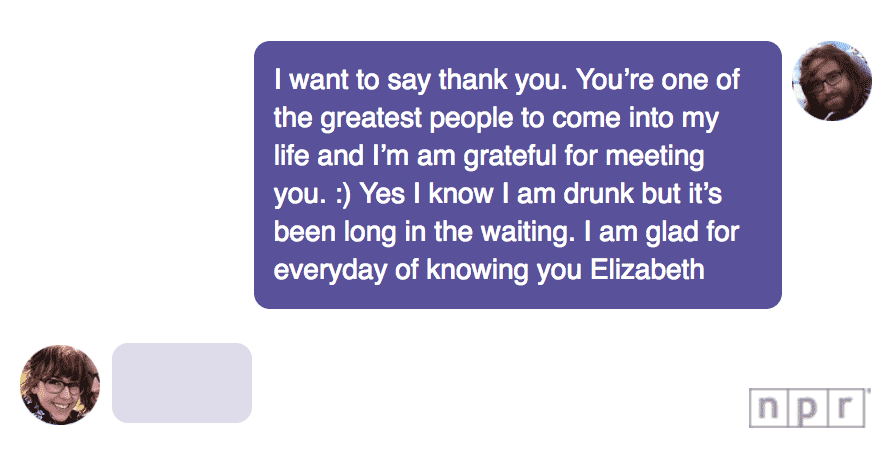 I want to say thank you. You’re one of
the greatest people to come into my
life and I’m am grateful for meeting
you. :) Yes I know I am drunk but it’s
been long in the waiting. I am glad for
everyday of knowing you Elizabeth
npr